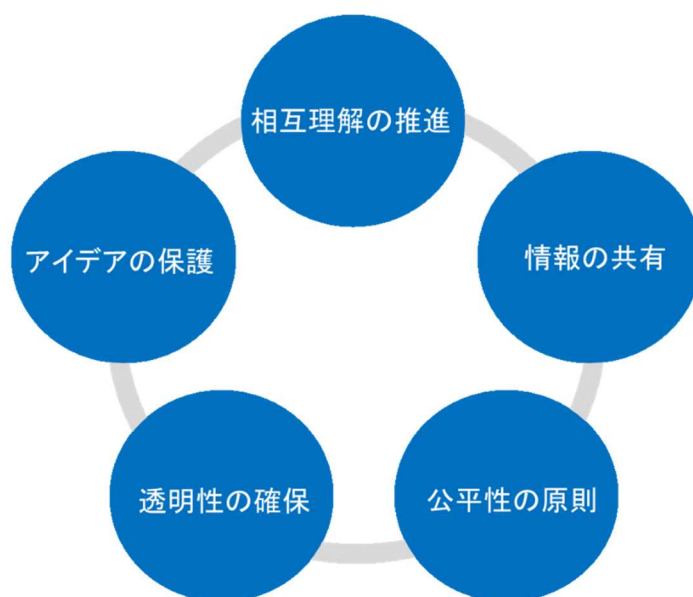 相互理解の推進
情報の共有
公平性の原則
透明性の確保
アイデアの保護